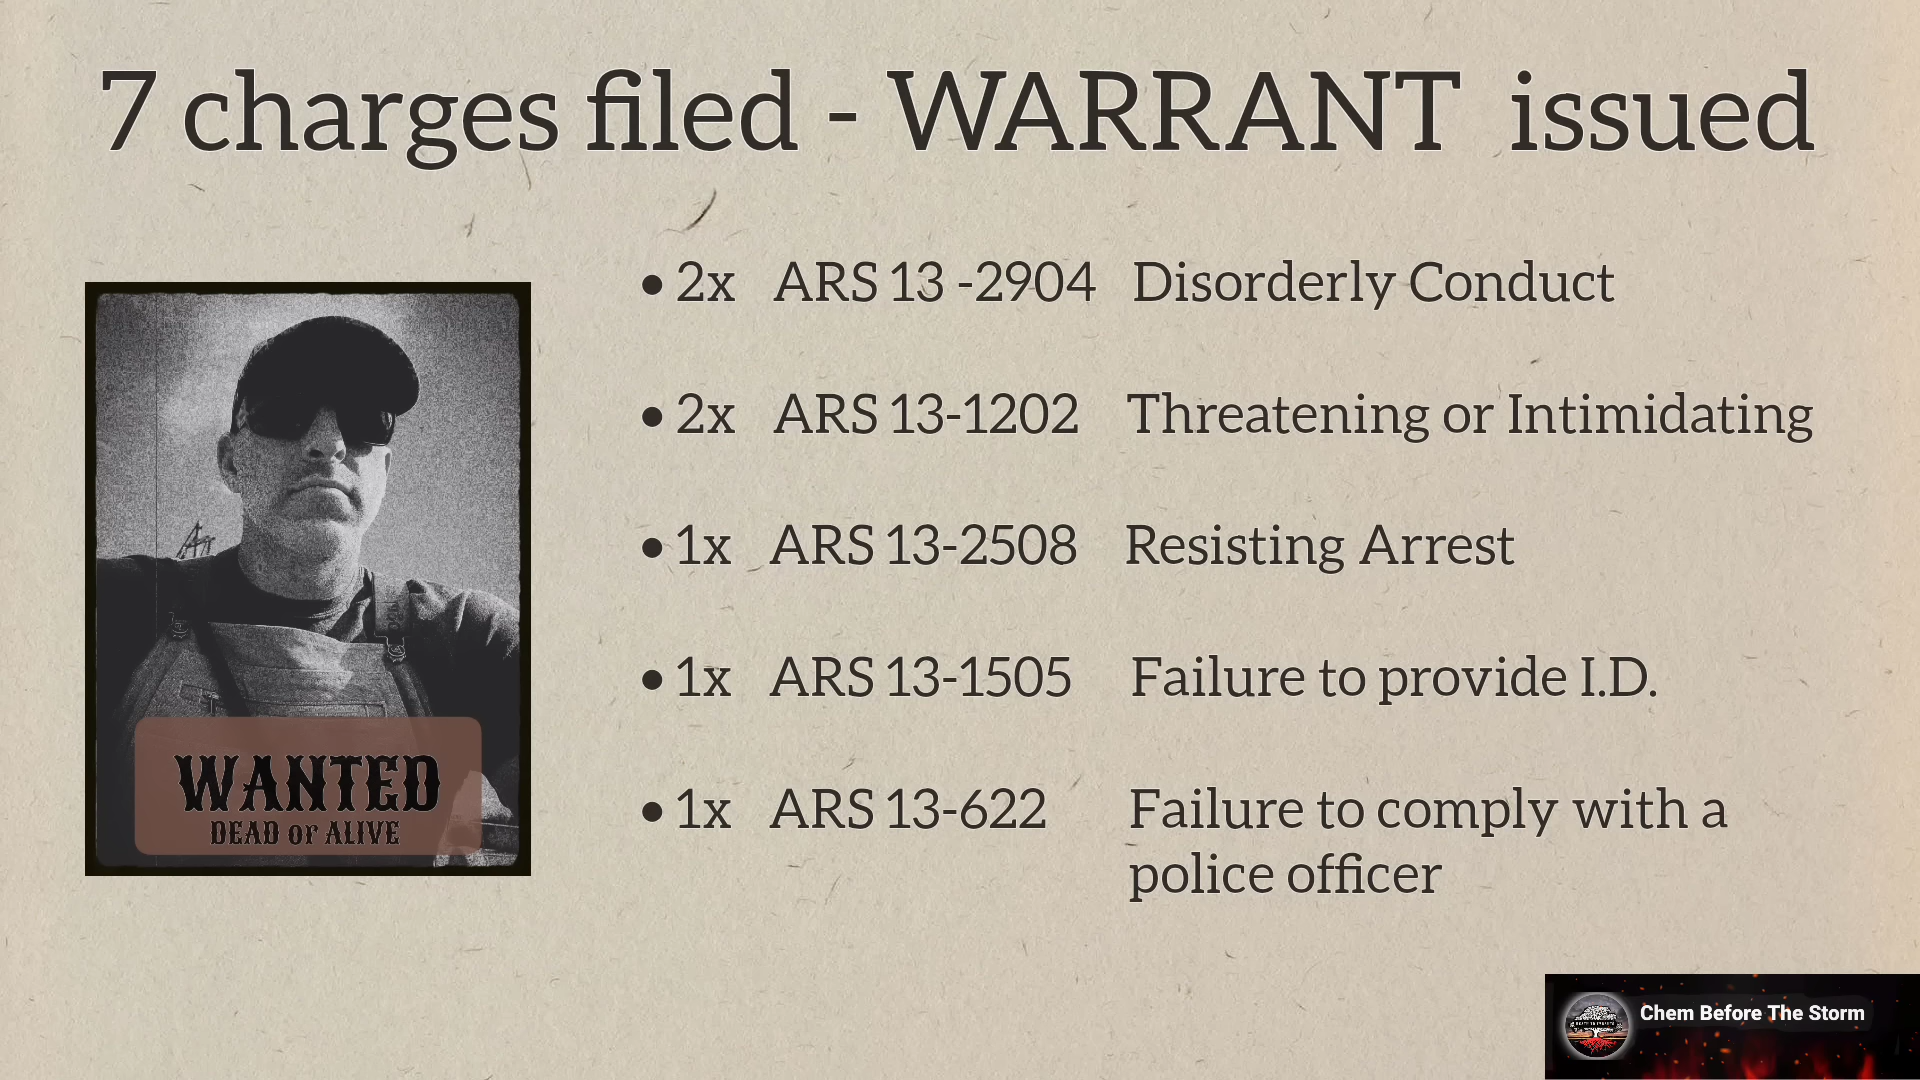 7 charges filed - WARRANT issued
• 2x ARS 13 -2904 Disorderly Conduct
• 2x ARS 13-1202 Threatening or Intimidating
• 1x ARS 13-2508 Resisting Arrest
• 1x ARS 13-1505 Failure to provide I.D.
• 1x ARS 13-622 Failure to comply with a
police officer
WANTED
DEAD or ALIVE
Chem Before The Storm